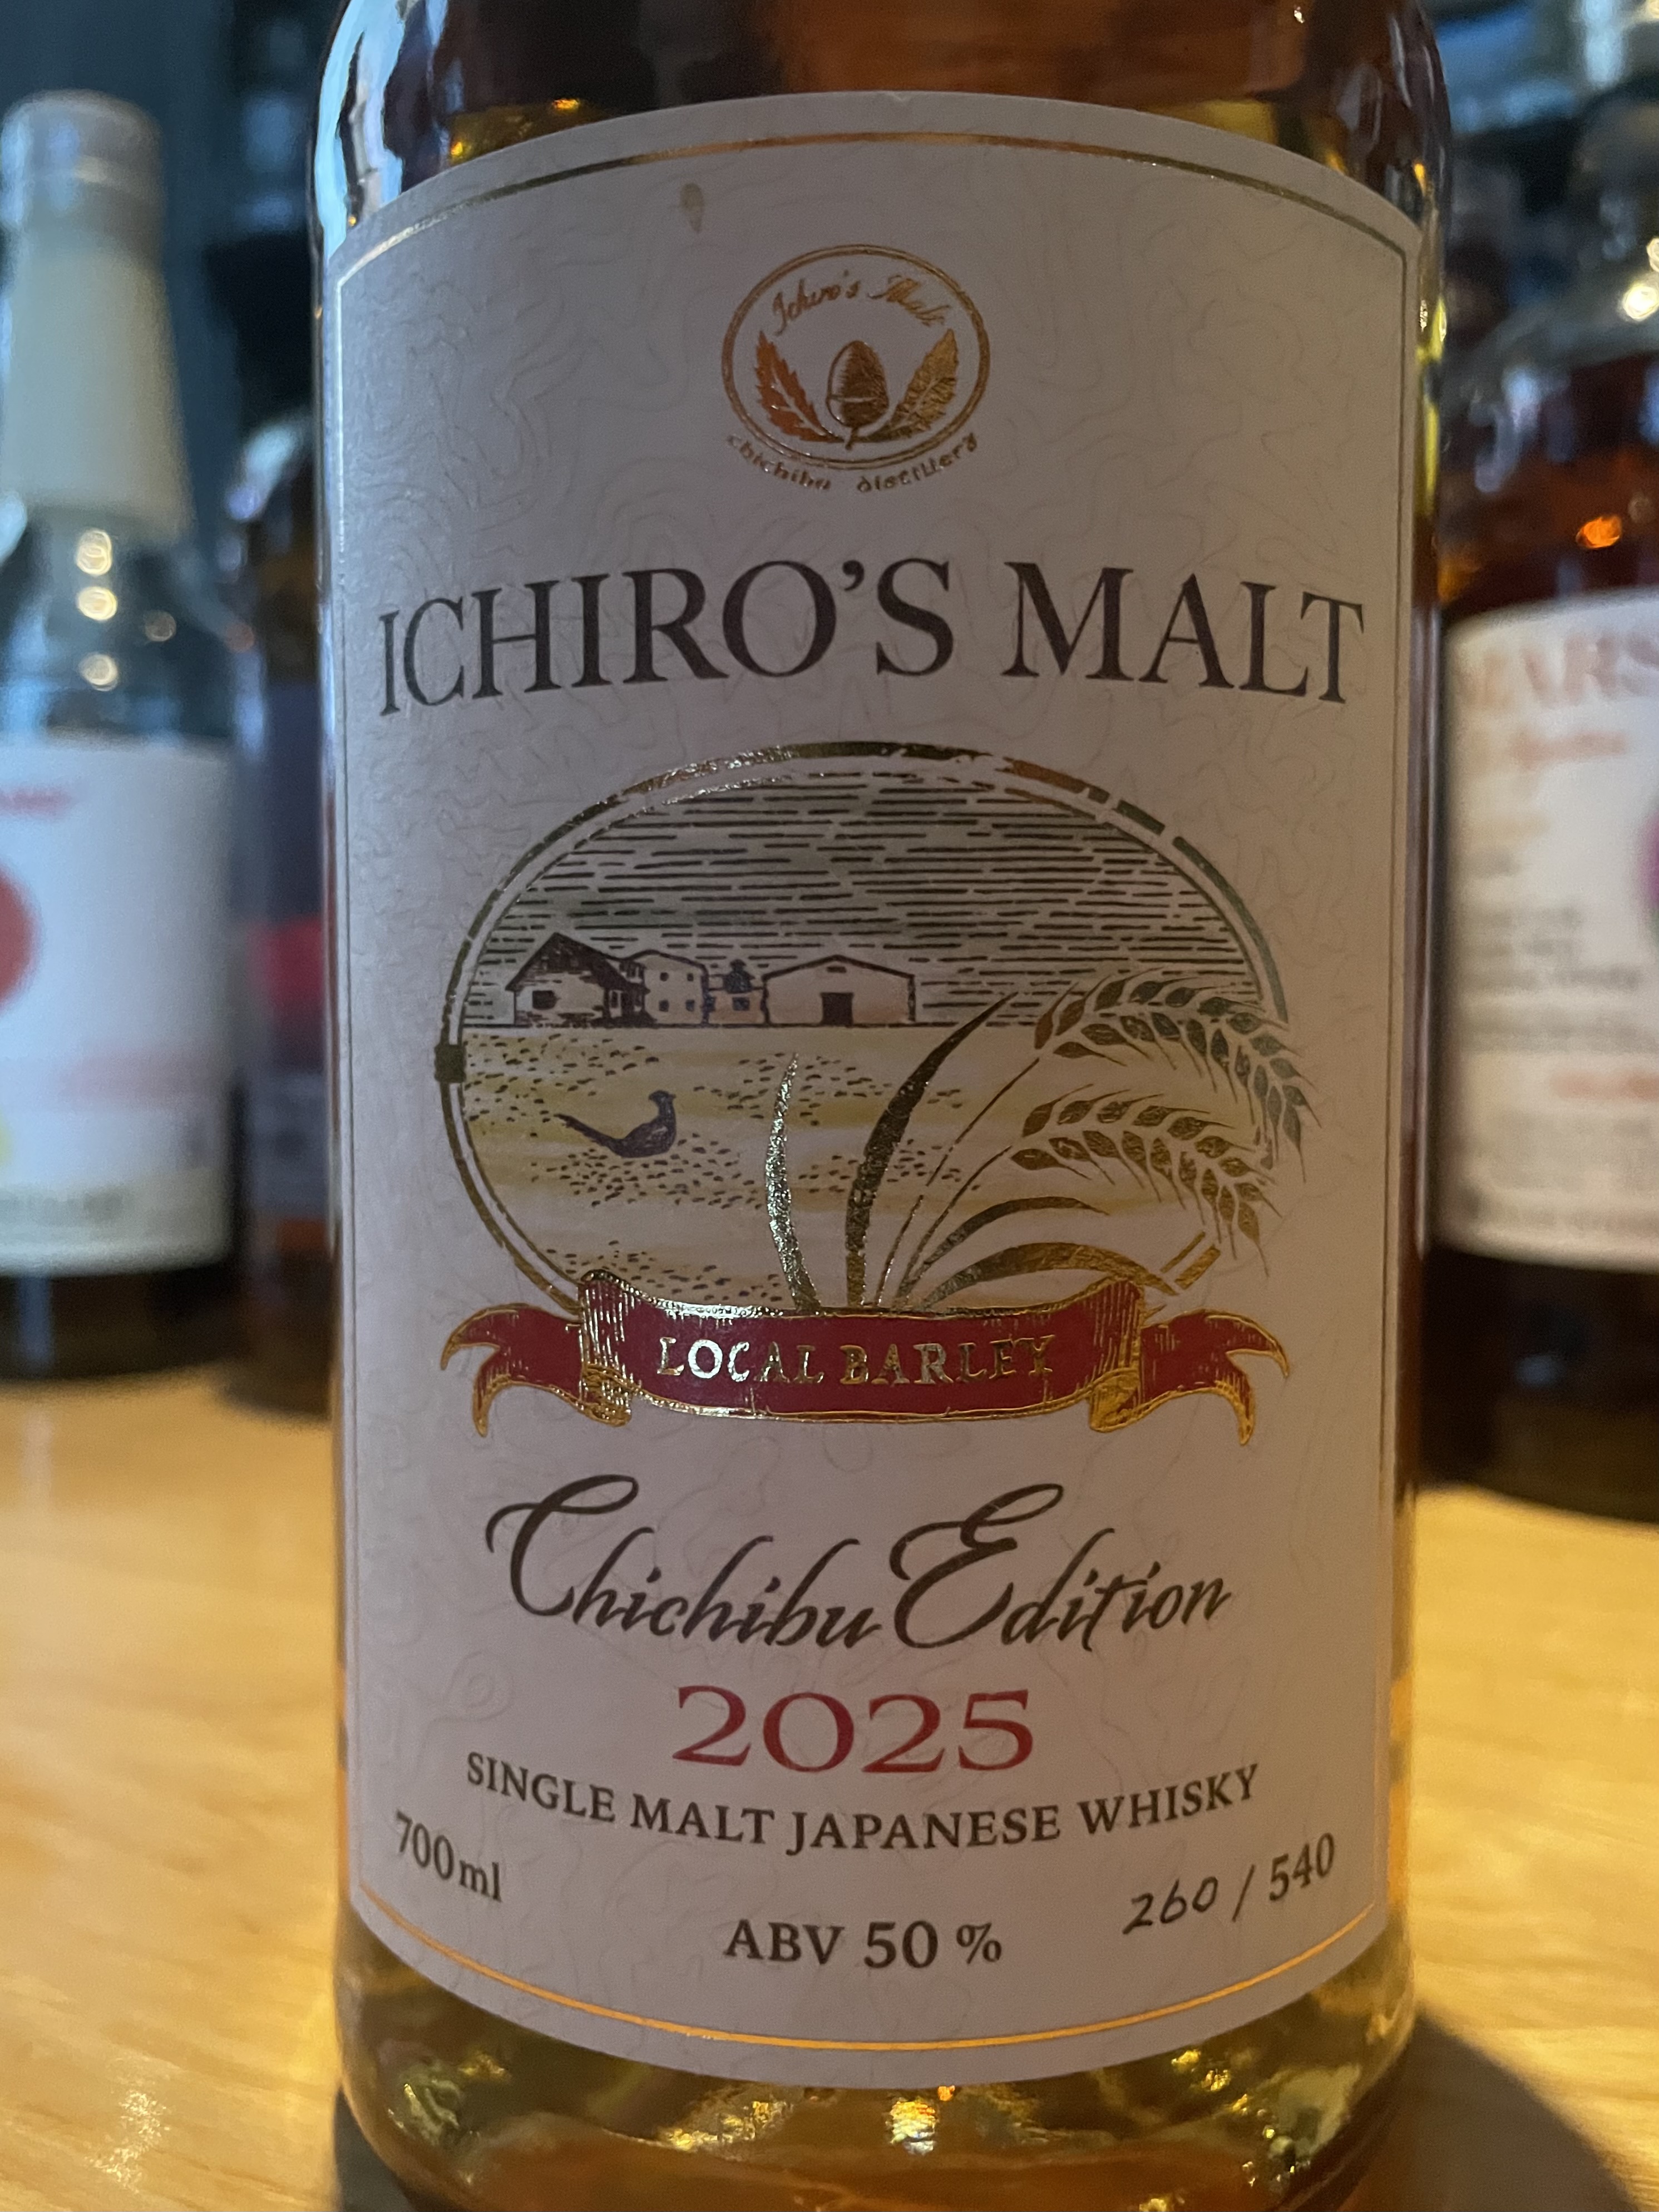 Ichiro's Malt
chichibu distillery
ICHIRO'S MALT
LOCAL BARLEY
Chichibu Edition
2025
SINGLE MALT JAPANESE WHISKY
700ml
260 / 540
ABV 50 %